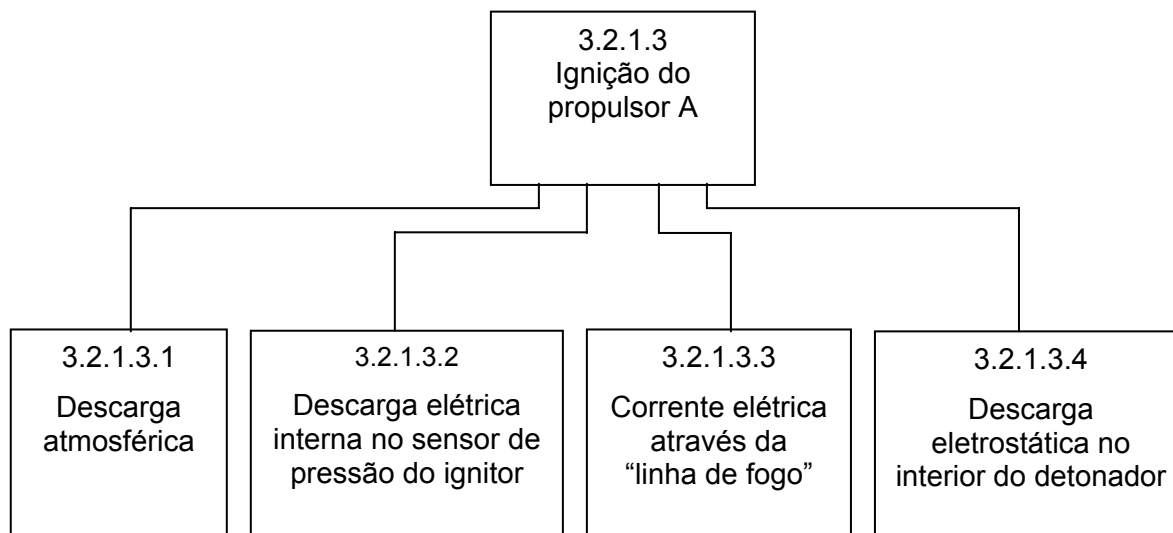 3.2.1.3
Ignição do
propulsor A
3.2.1.3.1
Descarga
atmosférica
3.2.1.3.2
Descarga elétrica
interna no sensor de
pressão do ignitor
3.2.1.3.3
Corrente elétrica
através da
“linha de fogo”
3.2.1.3.4
Descarga
eletrostática no
interior do detonador